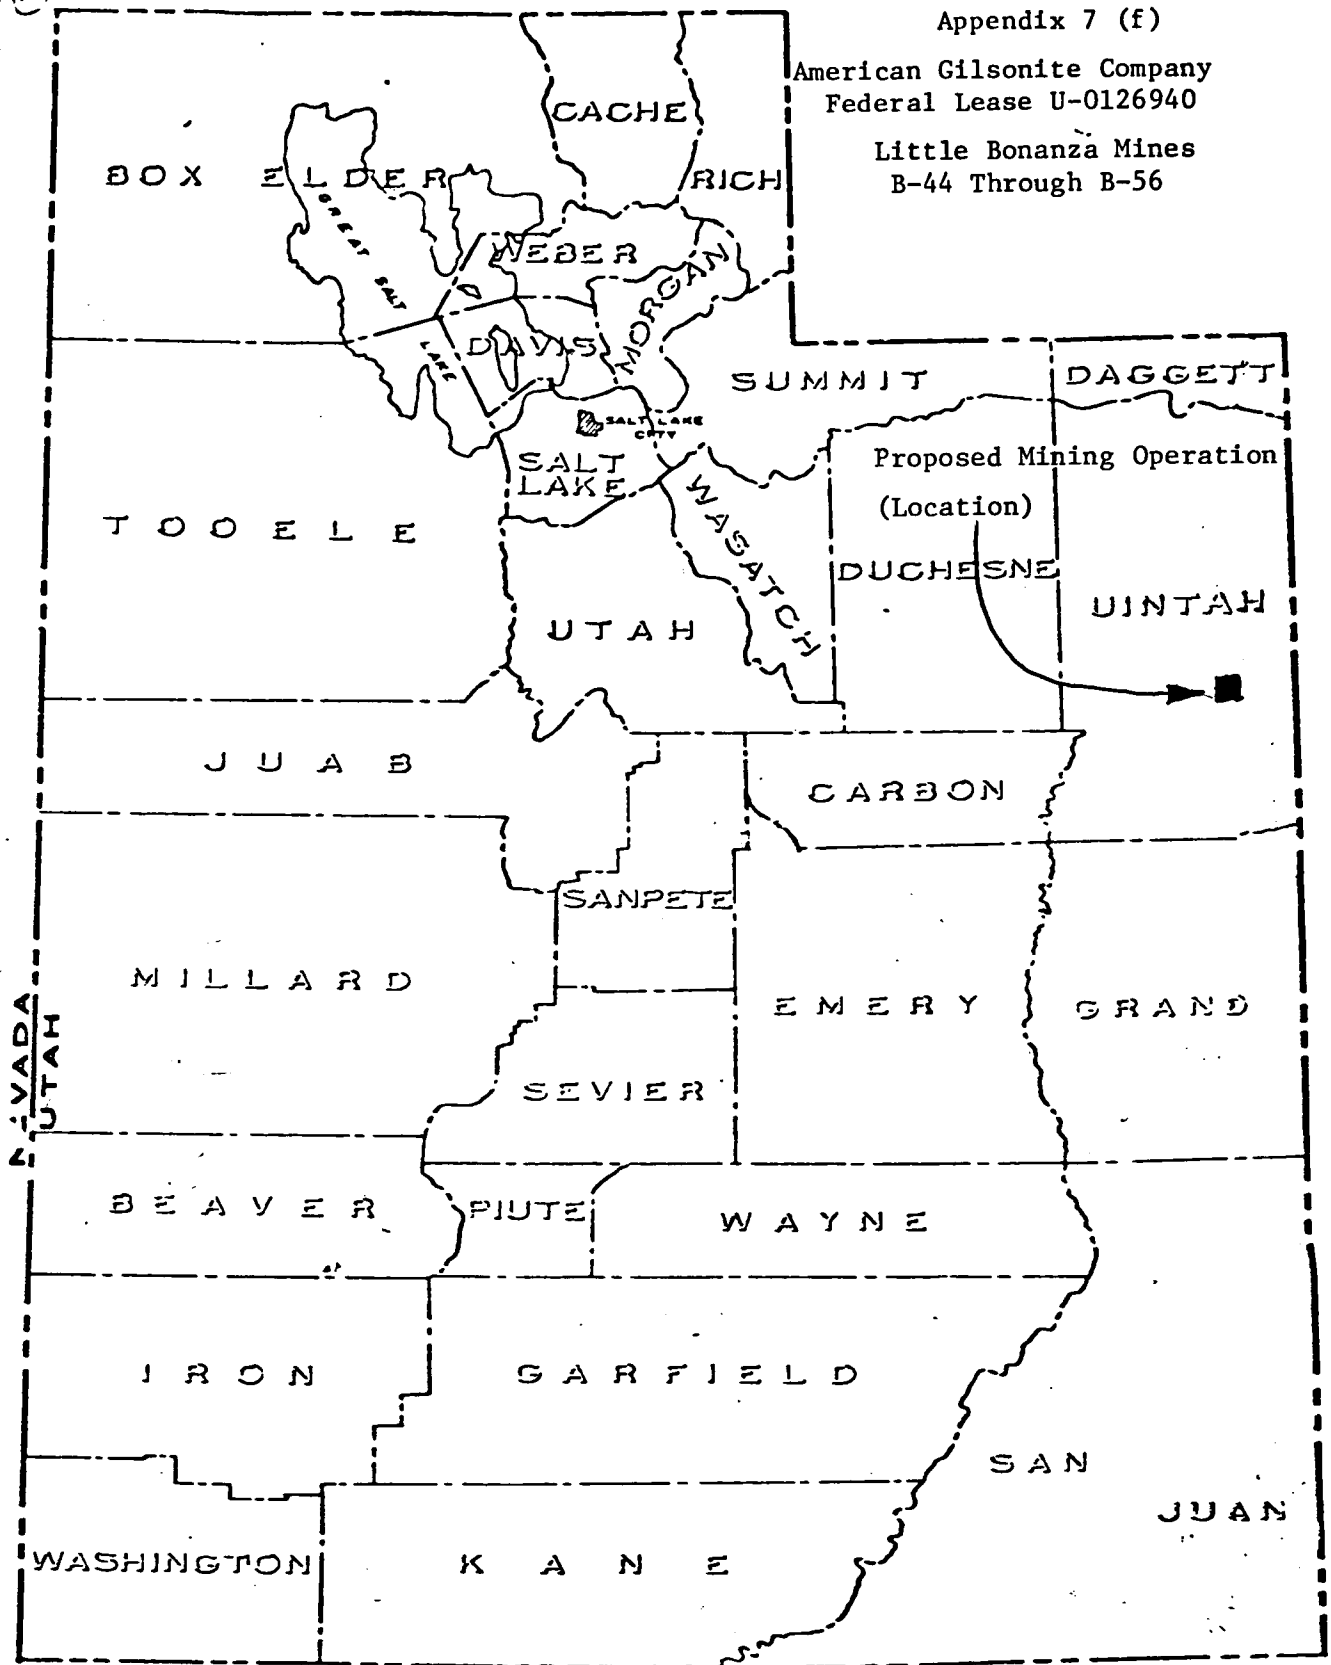 Appendix 7 (f)
American Gilsonite Company
Federal Lease U-0126940
Little Bonanza Mines
B-44 Through B-56
CACHE
BOX ELDER
RICH
GREAT SALT LAKE
WEBER
MORGAN
DAVIS
SUMMIT
DAGGETT
SALT LAKE
CITY
SALT
LAKE
Proposed Mining Operation
(Location)
WASATCH
TOOELE
DUCHESNE
UINTAH
UTAH
JUAB
CARBON
SANPETE
MILLARD
EMERY
GRAND
UTAH
SEVIER
BEAVER
PIUTE
WAYNE
IRON
GARFIELD
SAN
JUAN
WASHINGTON
KANE